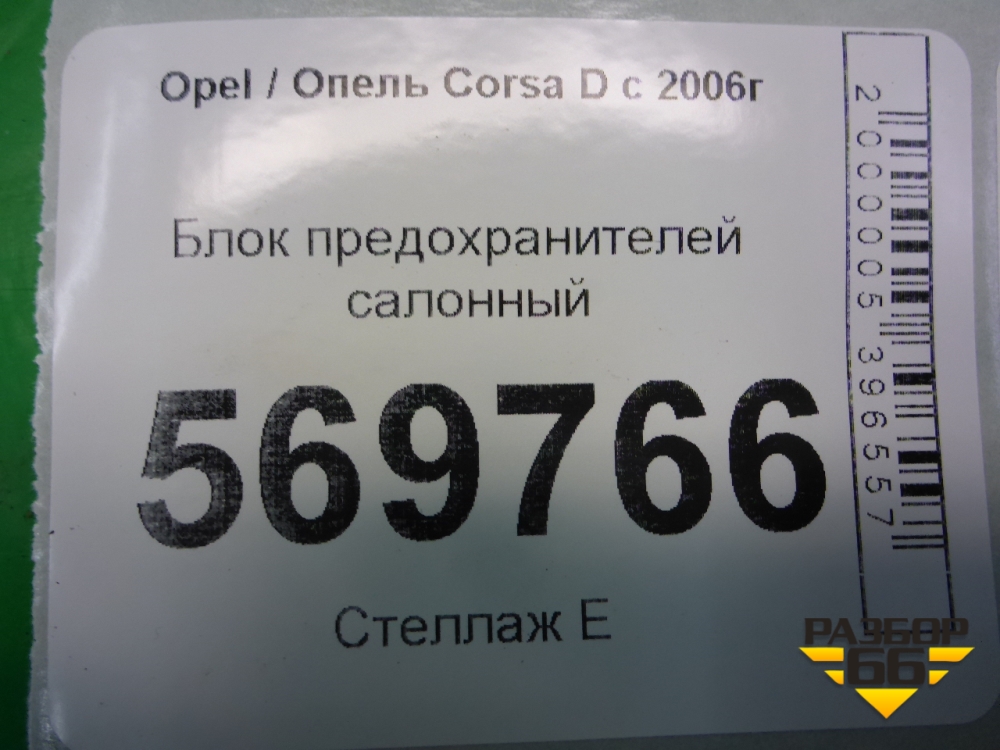 Opel / Опель Corsa D с 2006г
Блок предохранителей
салонный
569766
Стеллаж Е
2000005396557
РАЗБОР
66